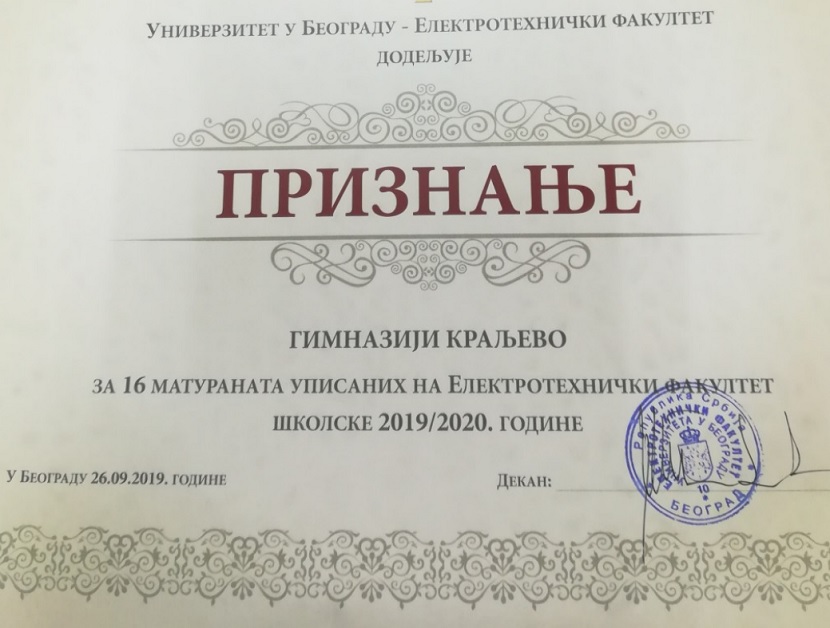 Универзитет у Београду - Електротехнички факултет
додељује
ПРИЗНАЊЕ
ГИМНАЗИЈИ КРАЉЕВО
за 16 матураната уписаних на Електротехнички факултет
школске 2019/2020. године
У Београду 26.09.2019. године
Декан:
Република Србија
УНИВЕРЗИТЕТА У БЕОГРАДУ
ЕЛЕКТРОТЕХНИЧКИ ФАКУЛТЕТ
10
БЕОГРАД